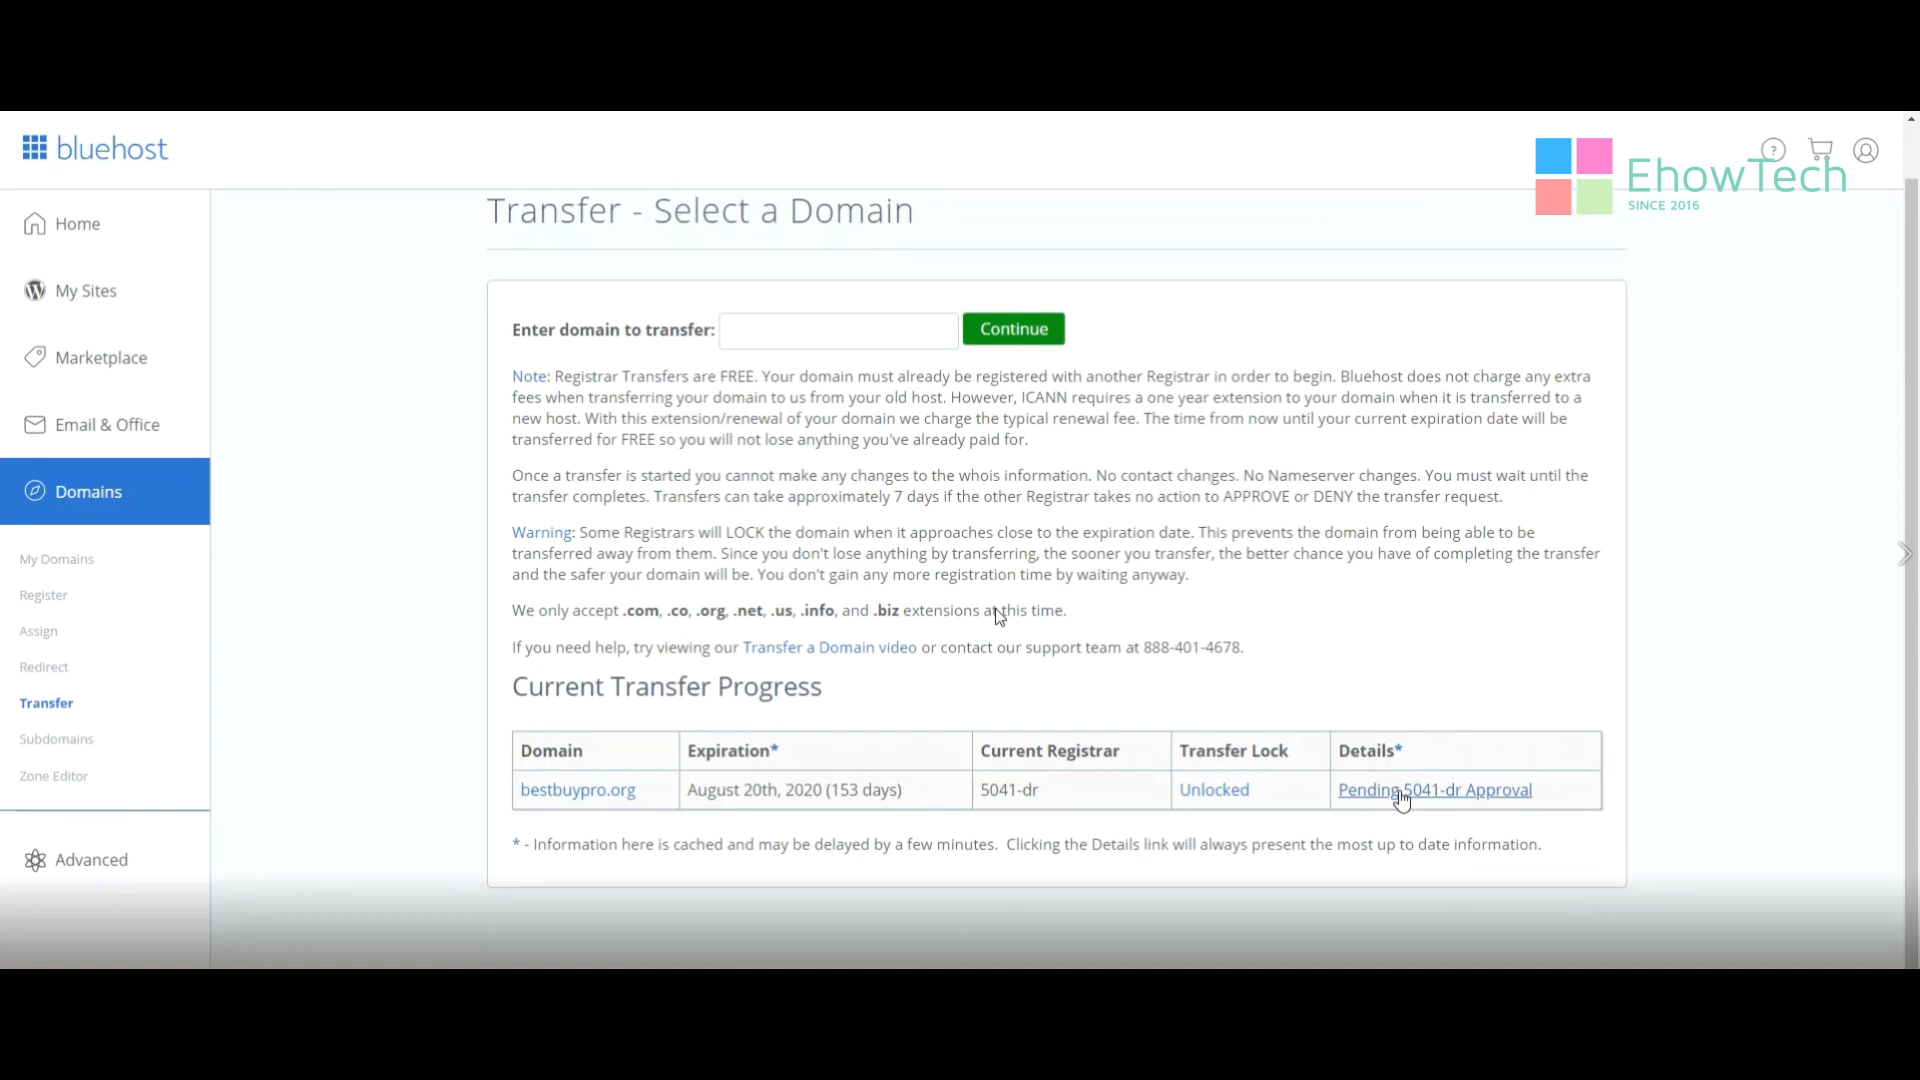 bluehost
?
EhowTech
SINCE 2016
Home
My Sites
Marketplace
Email & Office
Domains
My Domains
Register
Assign
Redirect
Transfer
Subdomains
Zone Editor
Advanced
Transfer - Select a Domain
Enter domain to transfer:
Continue
Note: Registrar Transfers are FREE. Your domain must already be registered with another Registrar in order to begin. Bluehost does not charge any extra
fees when transferring your domain to us from your old host. However, ICANN requires a one year extension to your domain when it is transferred to a
new host. With this extension/renewal of your domain we charge the typical renewal fee. The time from now until your current expiration date will be
transferred for FREE so you will not lose anything you've already paid for.
Once a transfer is started you cannot make any changes to the whois information. No contact changes. No Nameserver changes. You must wait until the
transfer completes. Transfers can take approximately 7 days if the other Registrar takes no action to APPROVE or DENY the transfer request.
Warning: Some Registrars will LOCK the domain when it approaches close to the expiration date. This prevents the domain from being able to be
transferred away from them. Since you don't lose anything by transferring, the sooner you transfer, the better chance you have of completing the transfer
and the safer your domain will be. You don't gain any more registration time by waiting anyway.
We only accept .com, .co, .org, .net, .us, .info, and .biz extensions at this time.
If you need help, try viewing our Transfer a Domain video or contact our support team at 888-401-4678.
Current Transfer Progress
Domain Expiration* Current Registrar Transfer Lock Details*
bestbuypro.org August 20th, 2020 (153 days) 5041-dr Unlocked Pending 5041-dr Approval
* - Information here is cached and may be delayed by a few minutes. Clicking the Details link will always present the most up to date information.